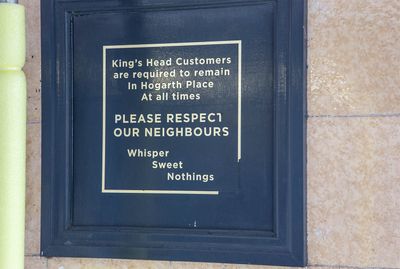 King's Head Customers
are required to remain
In Hogarth Place
At all times
PLEASE RESPECT
OUR NEIGHBOURS
Whisper
Sweet
Nothings